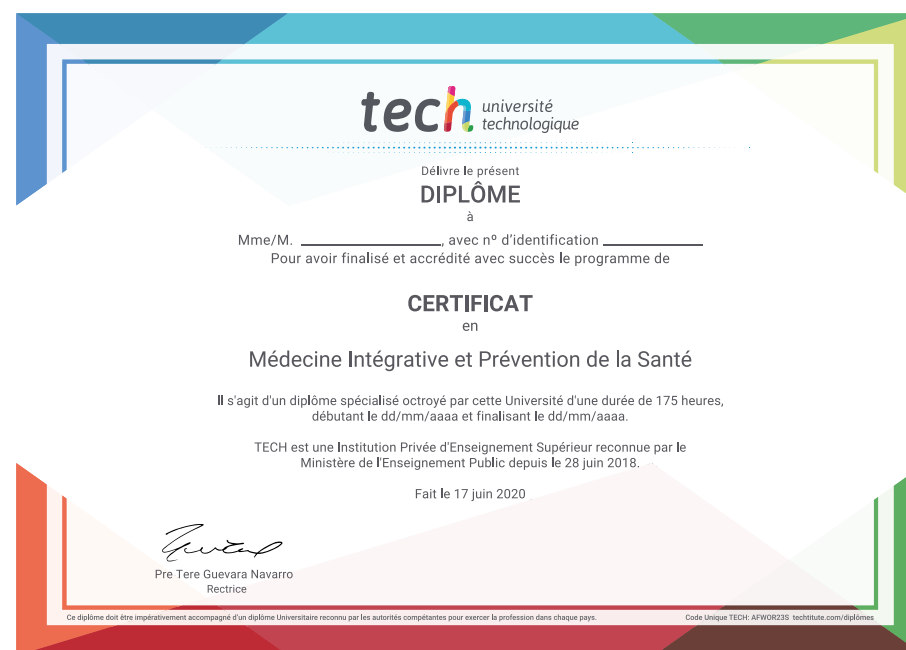 tech université
technologique
Délivre le présent
DIPLÔME
à
Mme/M. ____________________, avec nº d'identification ______________
Pour avoir finalisé et accrédité avec succès le programme de
CERTIFICAT
en
Médecine Intégrative et Prévention de la Santé
Il s'agit d'un diplôme spécialisé octroyé par cette Université d'une durée de 175 heures,
débutant le dd/mm/aaaa et finalisant le dd/mm/aaaa.
TECH est une Institution Privée d'Enseignement Supérieur reconnue par le
Ministère de l'Enseignement Public depuis le 28 juin 2018.
Fait le 17 juin 2020
Pre Tere Guevara Navarro
Rectrice
Ce diplôme doit être impérativement accompagné d'un diplôme Universitaire reconnu par les autorités compétantes pour exercer la profession dans chaque pays.
Code Unique TECH: AFWOR23S techtitute.com/diplômes